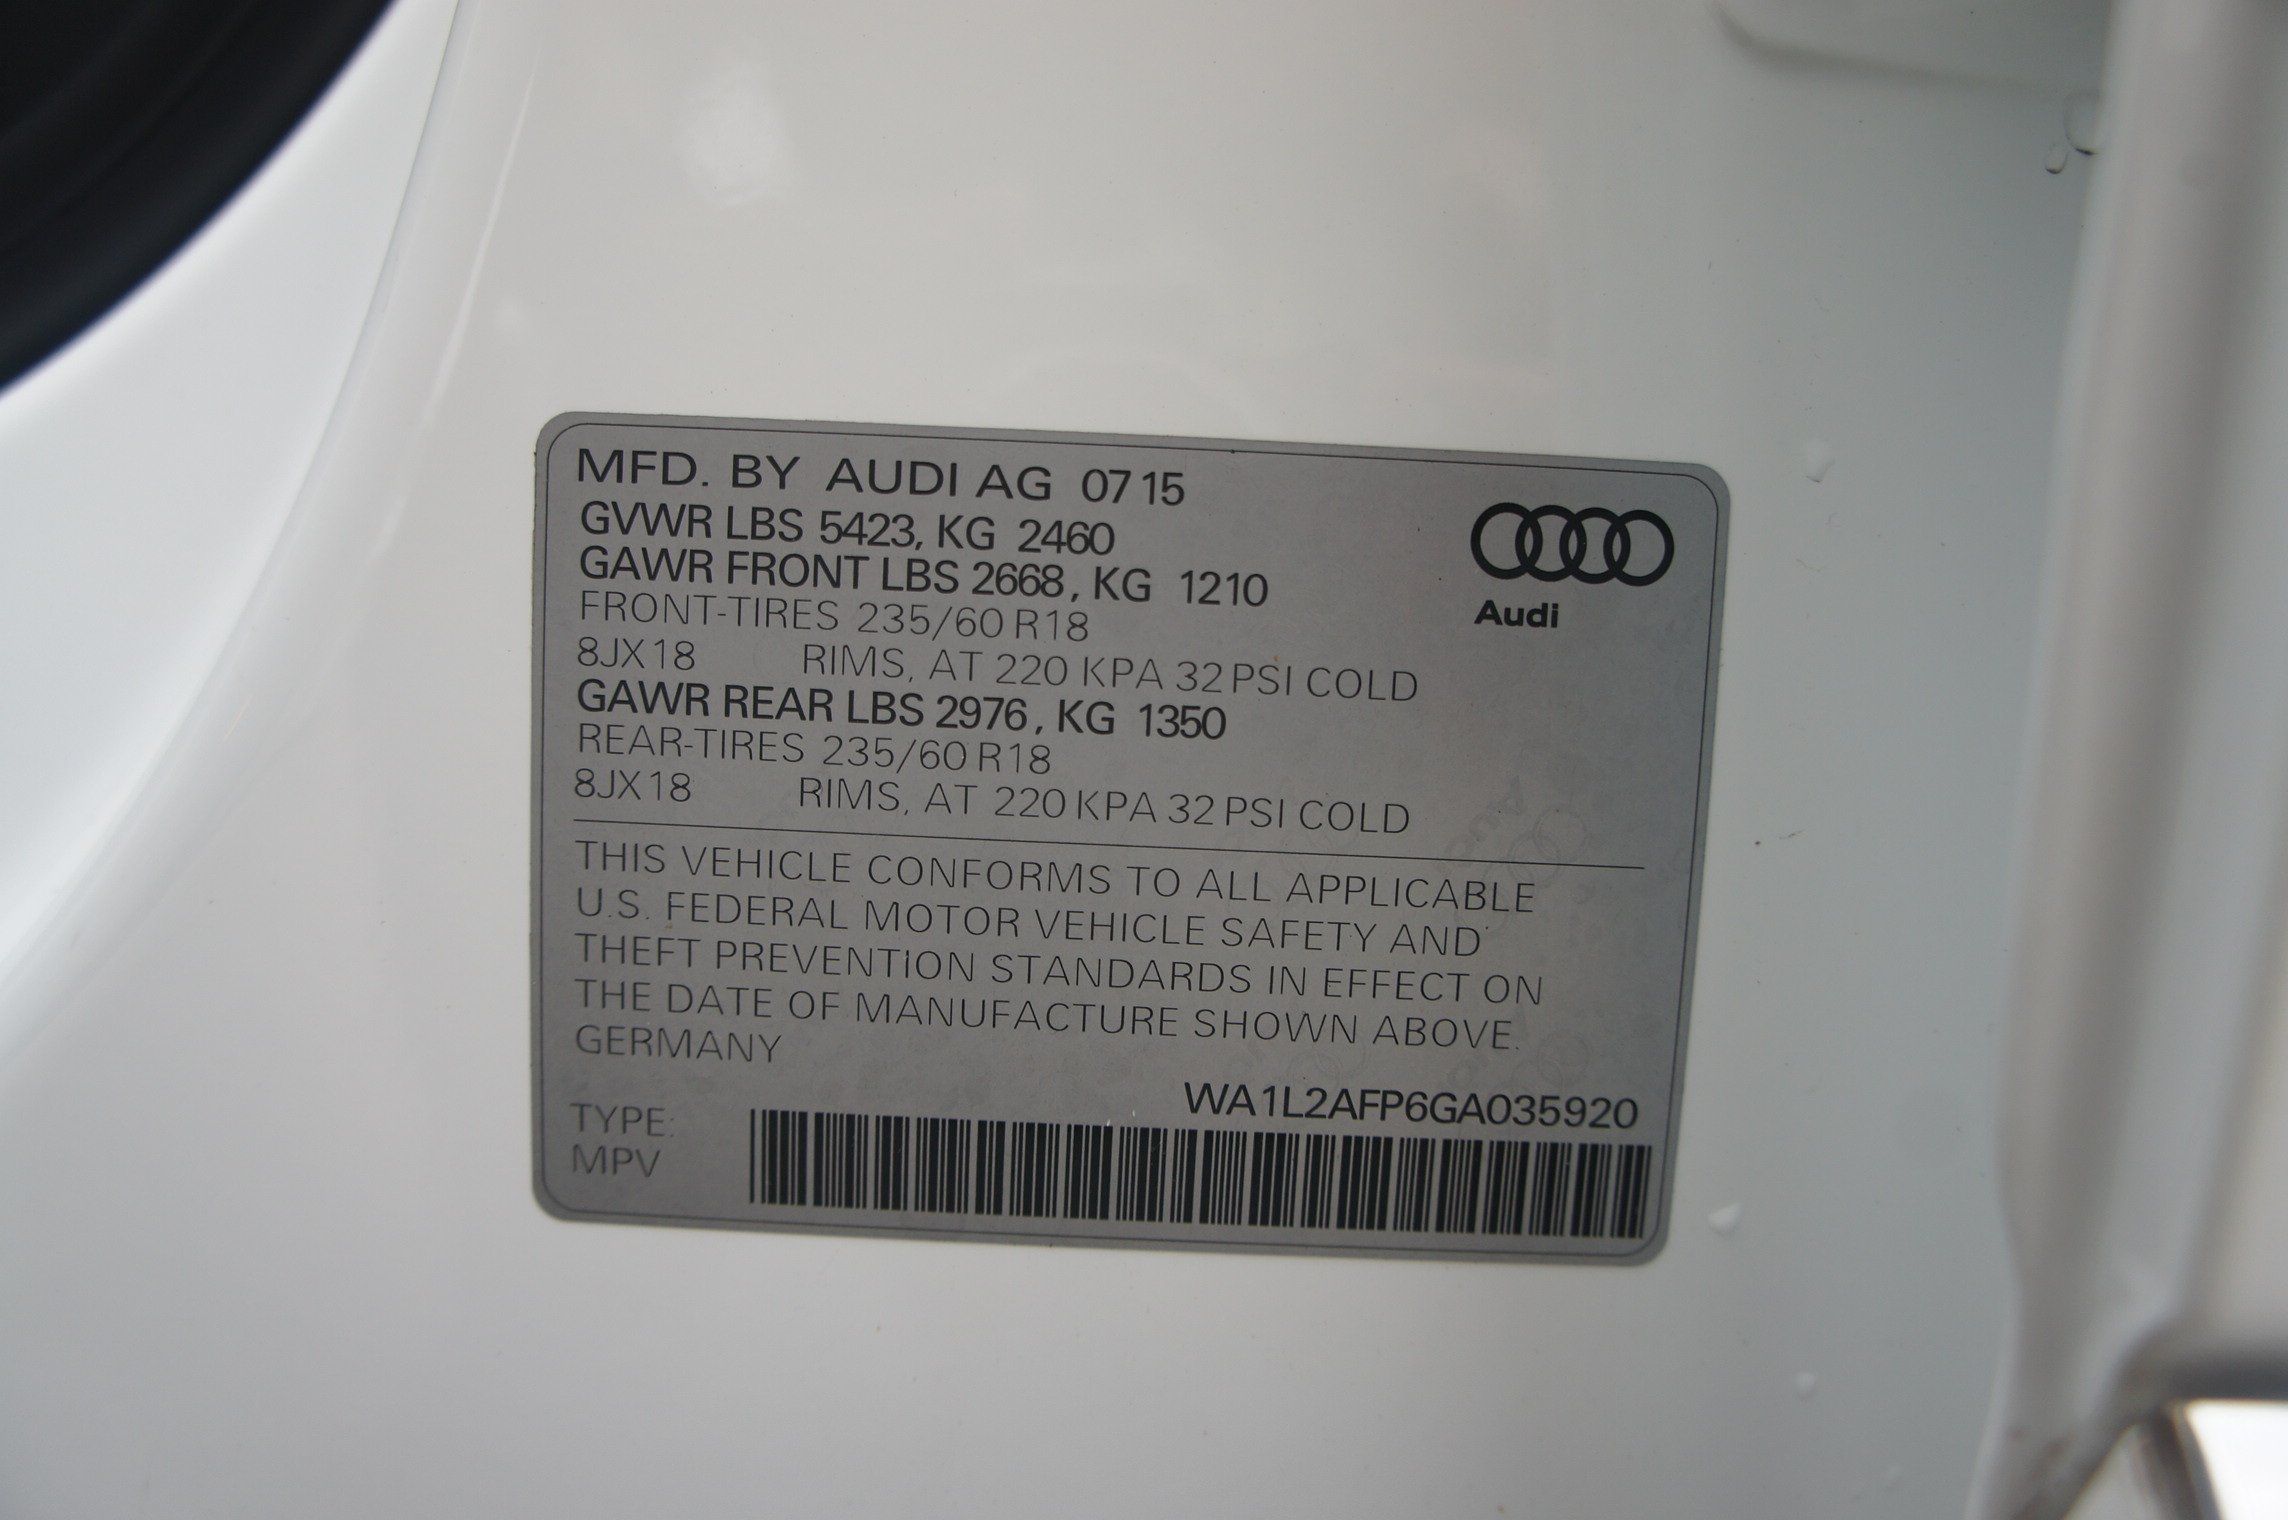 MFD. BY AUDI AG 07 15
GVWR LBS 5423, KG 2460
GAWR FRONT LBS 2668, KG 1210
FRONT-TIRES 235/60 R18
8JX18 RIMS, AT 220 KPA 32 PSI COLD
GAWR REAR LBS 2976, KG 1350
REAR-TIRES 235/60 R18
8JX18 RIMS, AT 220 KPA 32 PSI COLD
Audi
THIS VEHICLE CONFORMS TO ALL APPLICABLE
U.S. FEDERAL MOTOR VEHICLE SAFETY AND
THEFT PREVENTION STANDARDS IN EFFECT ON
THE DATE OF MANUFACTURE SHOWN ABOVE.
GERMANY
WA1L2AFP6GA035920
TYPE:
MPV